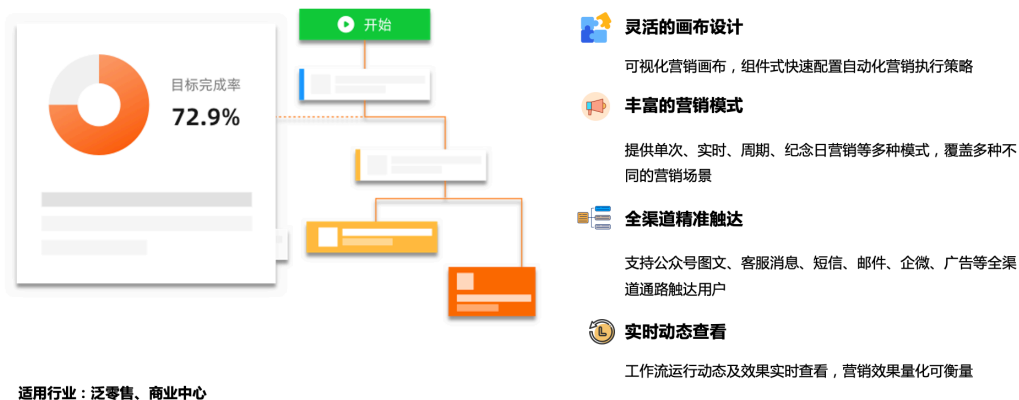 开始
目标完成率
72.9%
灵活的画布设计
可视化营销画布，组件式快速配置自动化营销执行策略
丰富的营销模式
提供单次、实时、周期、纪念日营销等多种模式，覆盖多种不
同的营销场景
全渠道精准触达
支持公众号图文、客服消息、短信、邮件、企微、广告等全渠
道通路触达用户
实时动态查看
工作流运行动态及效果实时查看，营销效果量化可衡量
适用行业：泛零售、商业中心